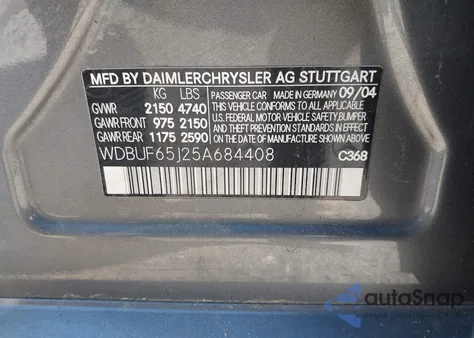 MFD BY DAIMLERCHRYSLER AG STUTTGART
KG LBS
GVWR 2150 4740
GAWR FRONT 975 2150
GAWR REAR 1175 2590
PASSENGER CAR MADE IN GERMANY 09/04
THIS VEHICLE CONFORMS TO ALL APPLICABLE
U.S. FEDERAL MOTOR VEHICLE SAFETY, BUMPER,
AND THEFT PREVENTION STANDARDS IN EFFECT
ON THE DATE OF MANUFACTURE SHOWN ABOVE.
WDBUF65J25A684408 C368
autoSnap